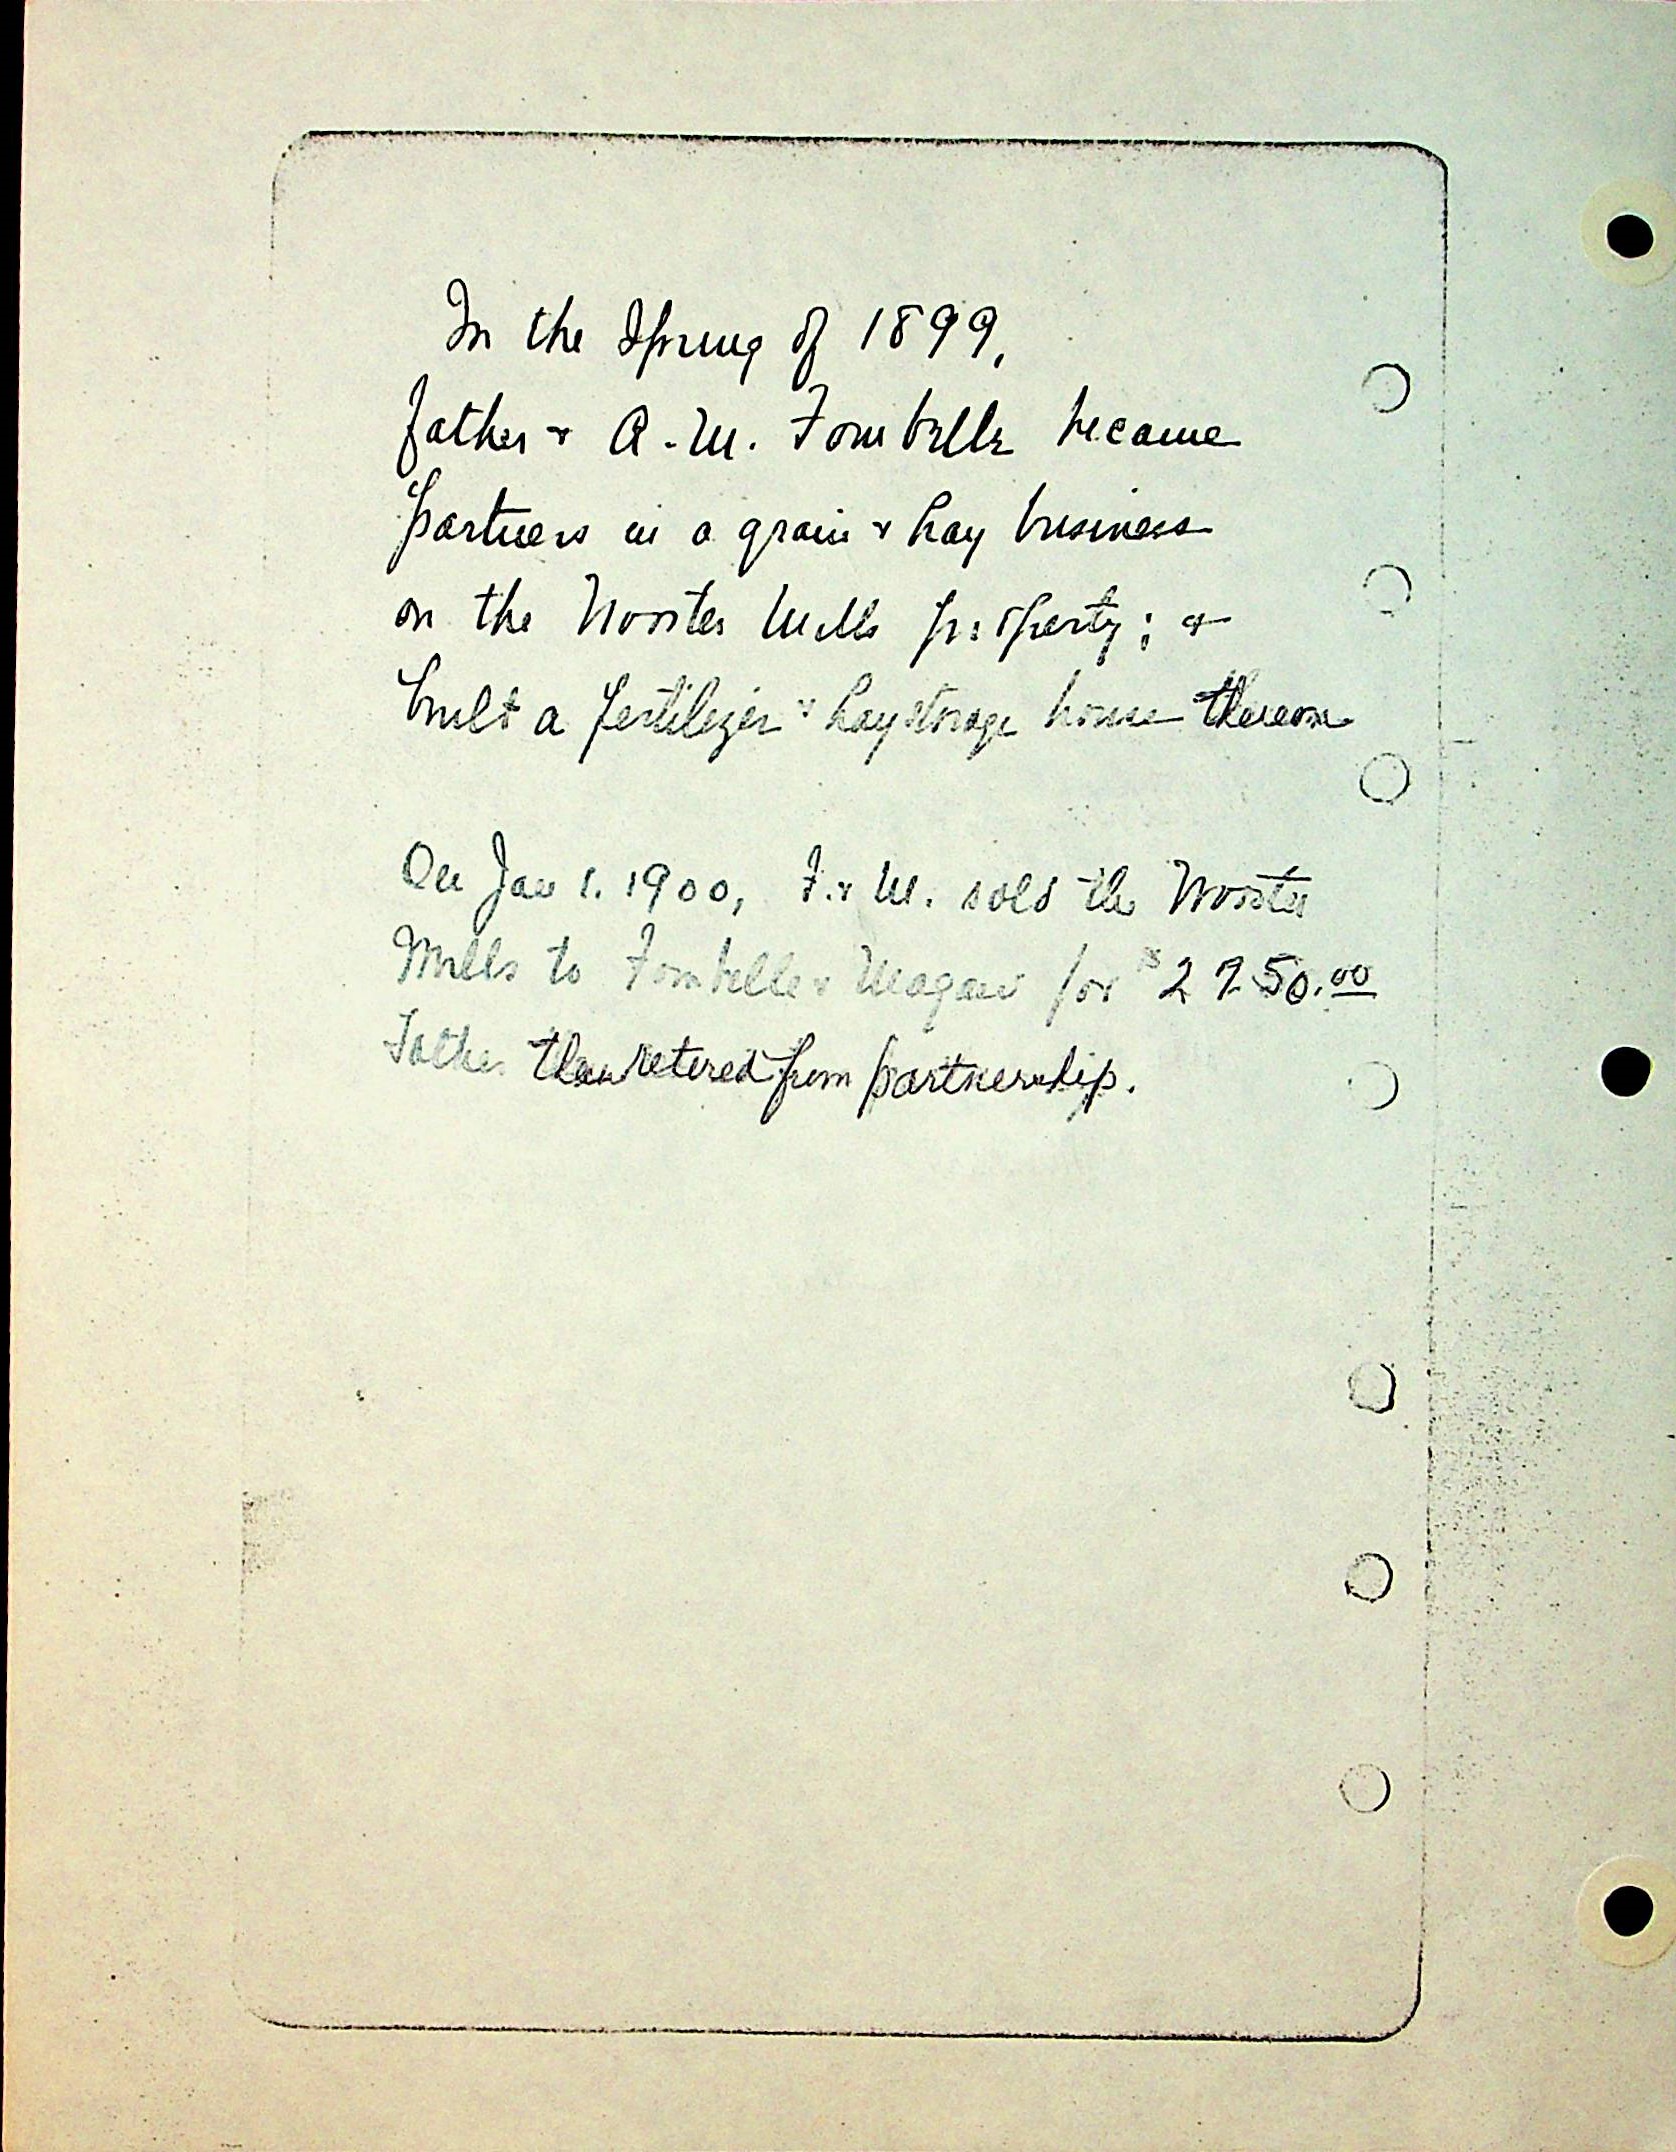 In the Spring of 1899,
father & A. M. Fombelle became
partners in a grain & hay business
on the Wooster Mills property; &
built a fertilizer & hay storage house thereon
On Jan 1. 1900, F. & M. sold the Wooster
Mills to Fombelle & Magaw for $2250.00
Father then retired from partnership.